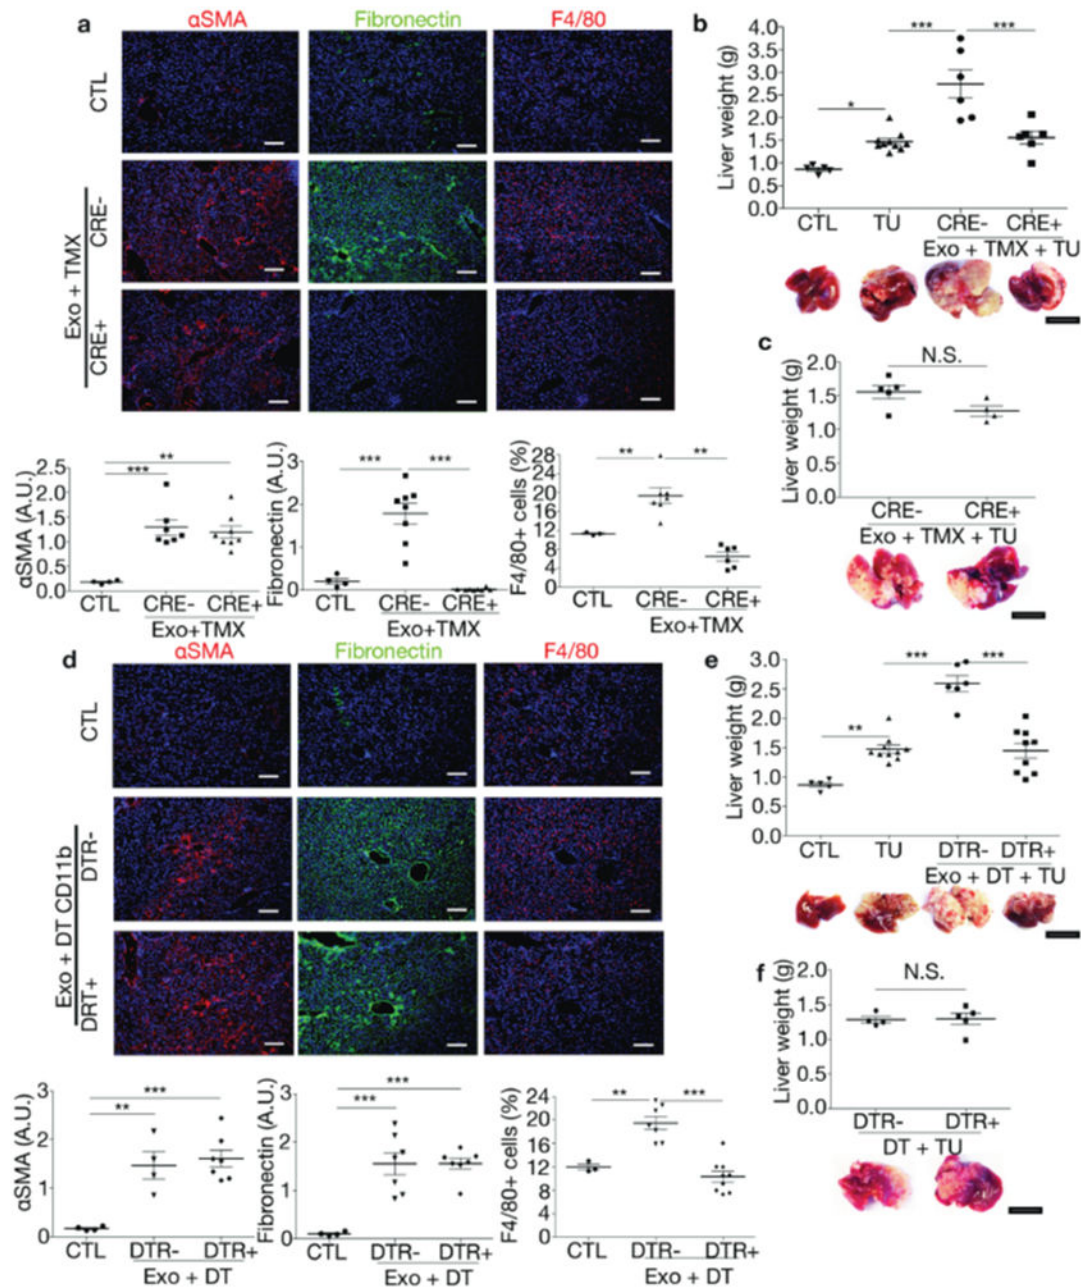 a
αSMA Fibronectin F4/80
CTL
Exo + TMX
CRE-
CRE+
αSMA (A.U.)
2.5
2.0
1.5
1.0
0.5
0
**
***
CTL CRE- CRE+
Exo+TMX
Fibronectin (A.U.)
3
2
1
0
*** ***
CTL CRE- CRE+
Exo+TMX
F4/80+ cells (%)
28
24
20
16
12
8
4
0
** **
CTL CRE- CRE+
Exo+TMX
b
Liver weight (g)
4.0
3.5
3.0
2.5
2.0
1.5
1.0
0.5
0.0
*** ***
*
CTL TU CRE- CRE+
Exo + TMX + TU
c
Liver weight (g)
2.0
1.5
1.0
0.5
0.0
N.S.
CRE- CRE+
Exo + TMX + TU
d
αSMA Fibronectin F4/80
CTL
Exo + DT CD11b
DTR-
DRT+
αSMA (A.U.)
3
2
1
0
***
**
CTL DTR- DTR+
Exo + DT
Fibronectin (A.U.)
3
2
1
0
***
***
CTL DTR- DTR+
Exo + DT
F4/80+ cells (%)
24
20
16
12
8
4
0
** ***
CTL DTR- DTR+
Exo + DT
e
Liver weight (g)
3.0
2.5
2.0
1.5
1.0
0.5
0.0
*** ***
**
CTL TU DTR- DTR+
Exo + DT + TU
f
Liver weight (g)
2.0
1.5
1.0
0.5
0.0
N.S.
DTR- DTR+
DT + TU